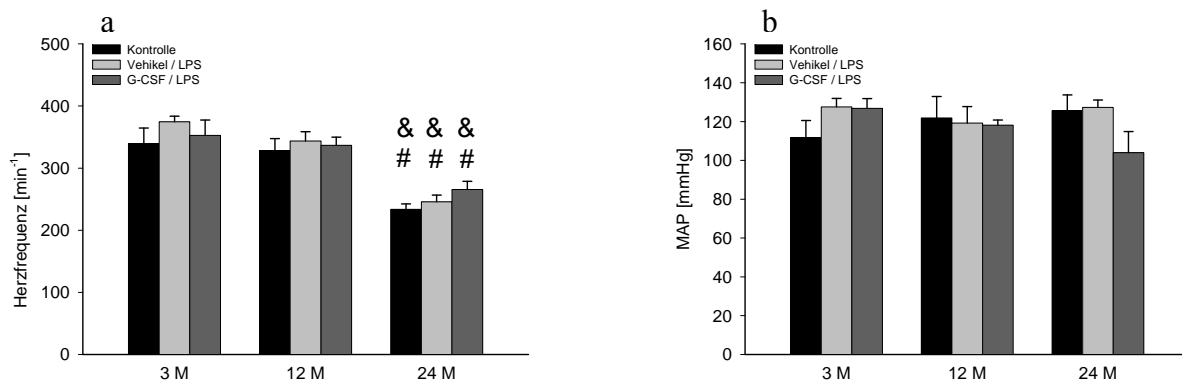 a
500
400
300
200
100
0
Herzfrequenz [min-1]
Kontrolle
Vehikel / LPS
G-CSF / LPS
& & &
# # #
3 M 12 M 24 M
b
160
140
120
100
80
60
40
20
0
MAP [mmHg]
Kontrolle
Vehikel / LPS
G-CSF / LPS
3 M 12 M 24 M